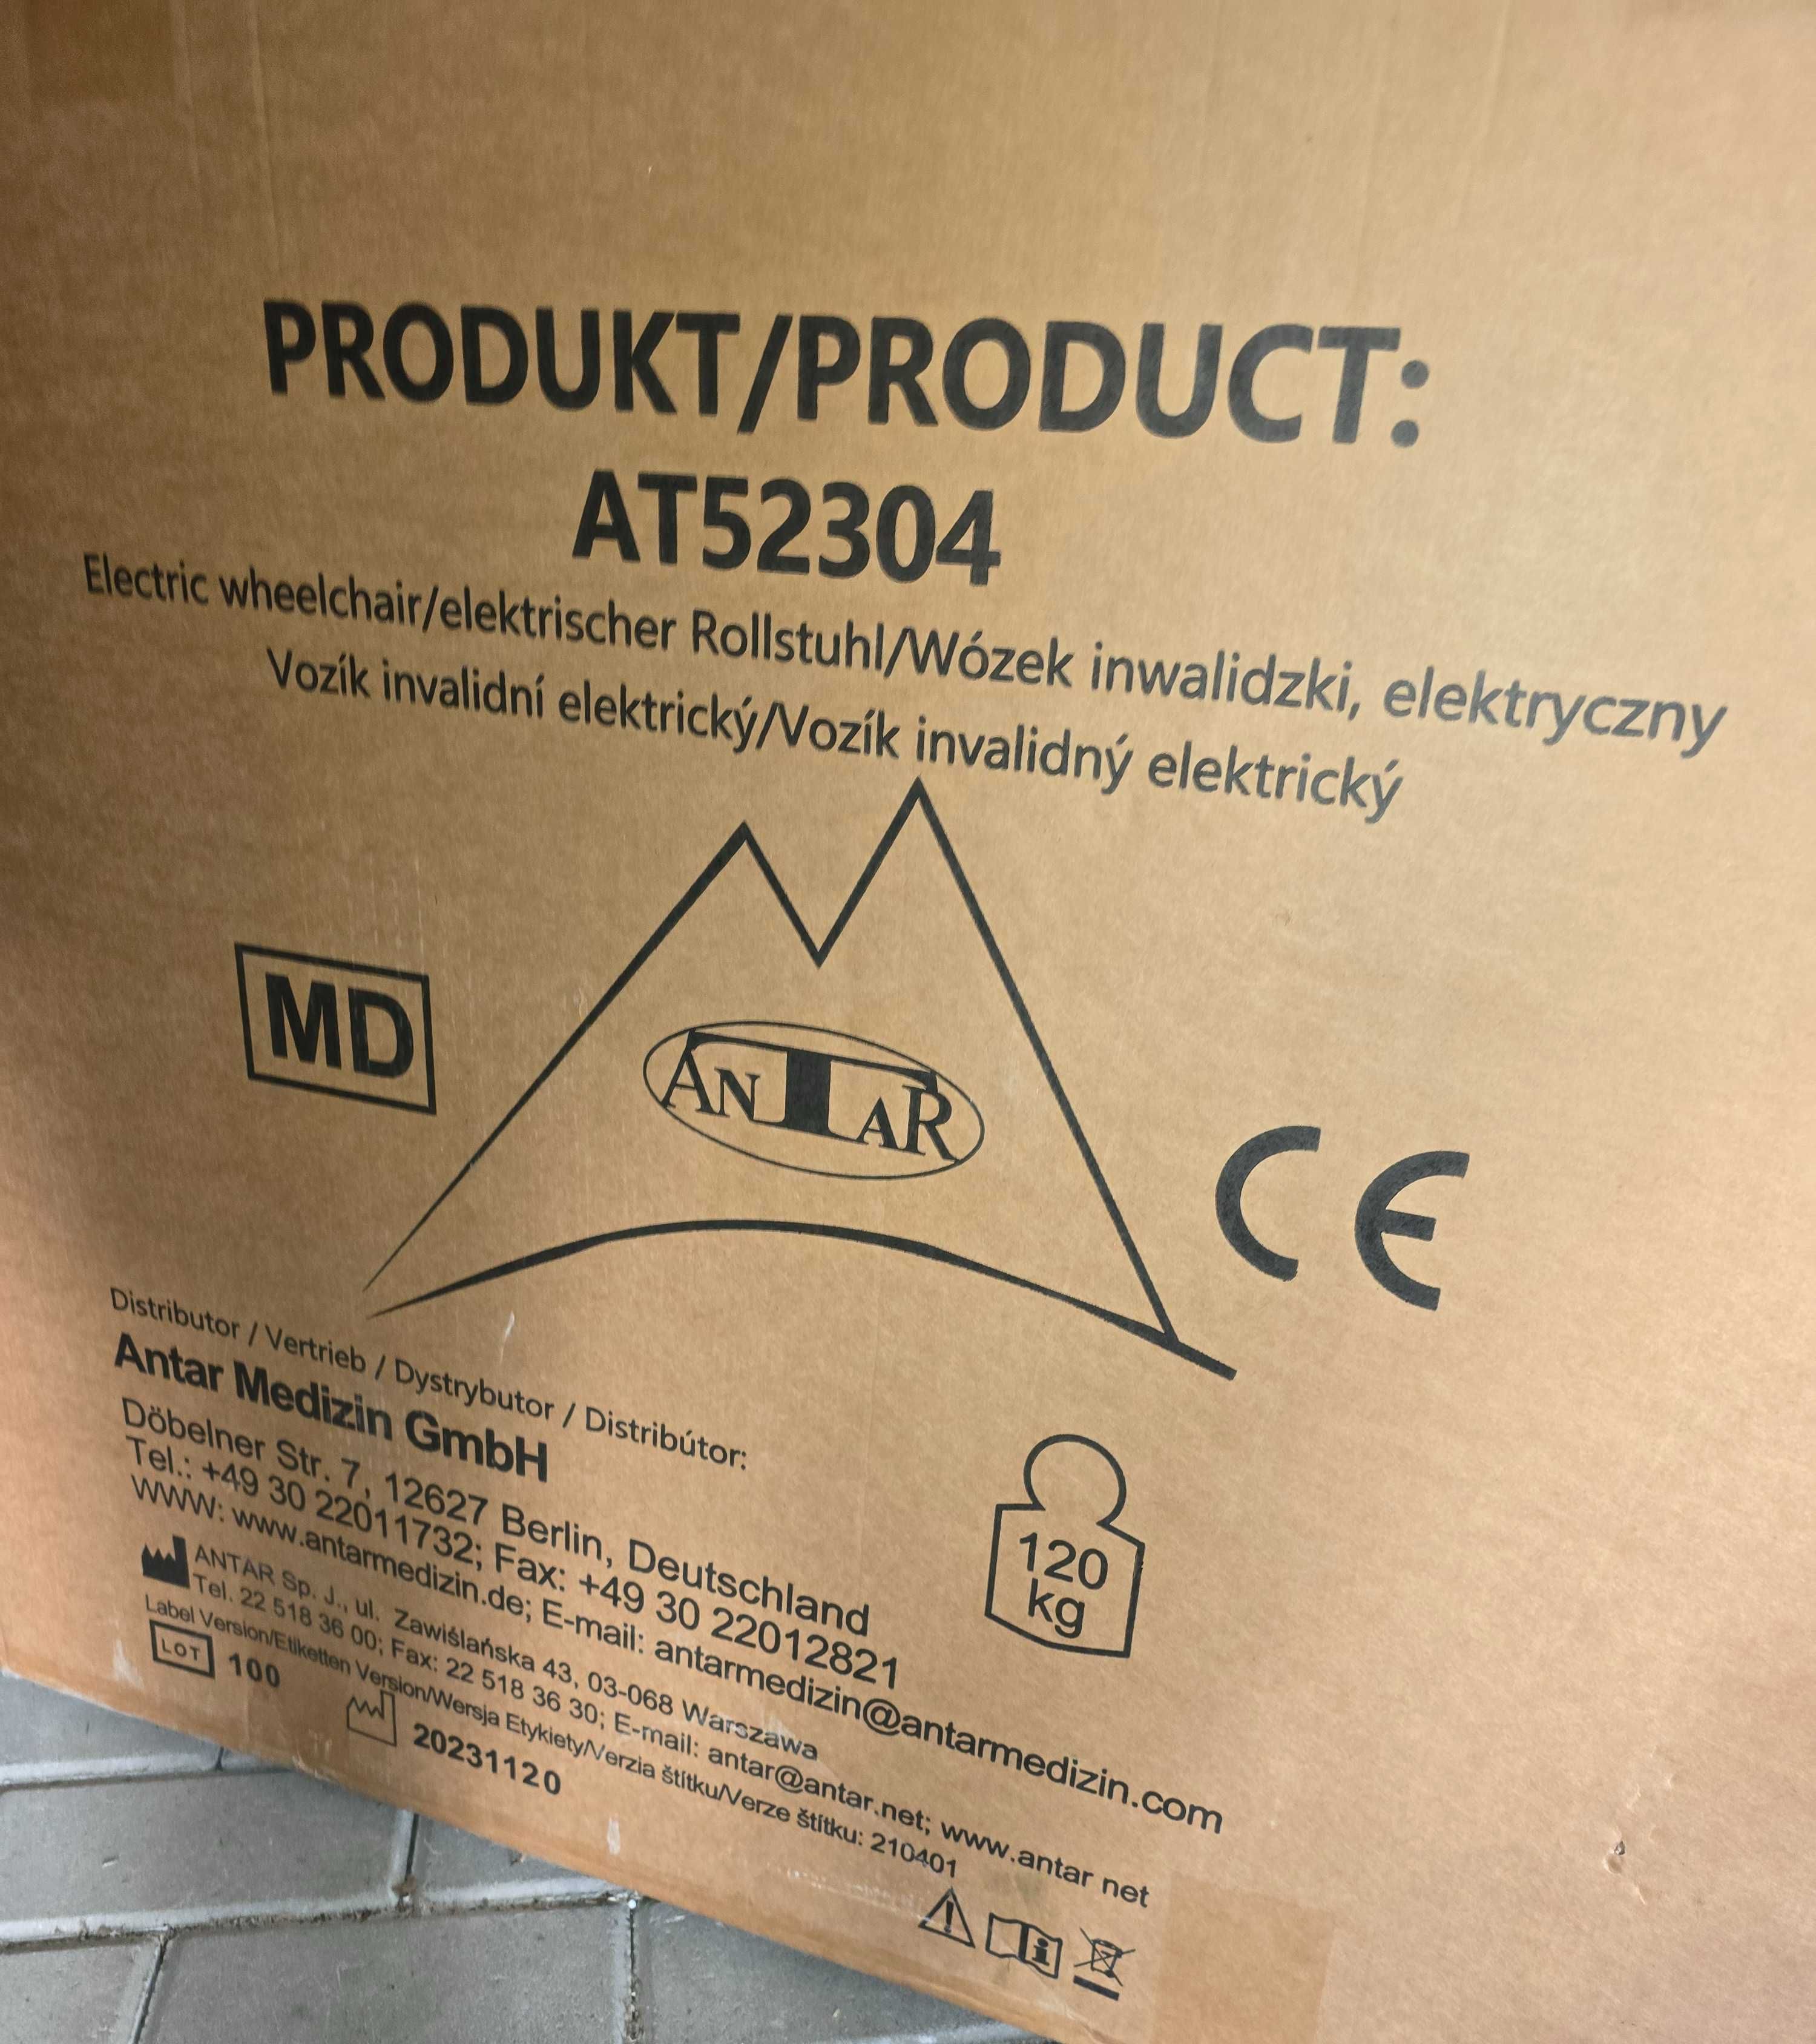 PRODUKT/PRODUCT:
AT52304
Electric wheelchair/elektrischer Rollstuhl/Wózek inwalidzki, elektryczny
Vozík invalidní elektrický/Vozík invalidný elektrický
MD
ANTAR
CE
Distributor / Vertrieb / Dystrybutor / Distribútor:
Antar Medizin GmbH
Döbelner Str. 7, 12627 Berlin, Deutschland
Tel.: +49 30 22011732; Fax: +49 30 22012821
WWW: www.antarmedizin.de; E-mail: antarmedizin@antarmedizin.com
120
kg
ANTAR Sp. J., ul. Zawiślańska 43, 03-068 Warszawa
Tel. 22 518 36 00; Fax: 22 518 36 30; E-mail: antar@antar.net; www.antar net
Label Version/Etiketten Version/Wersja Etykiety/Verzia štítku/Verze štítku: 210401
LOT 100
20231120